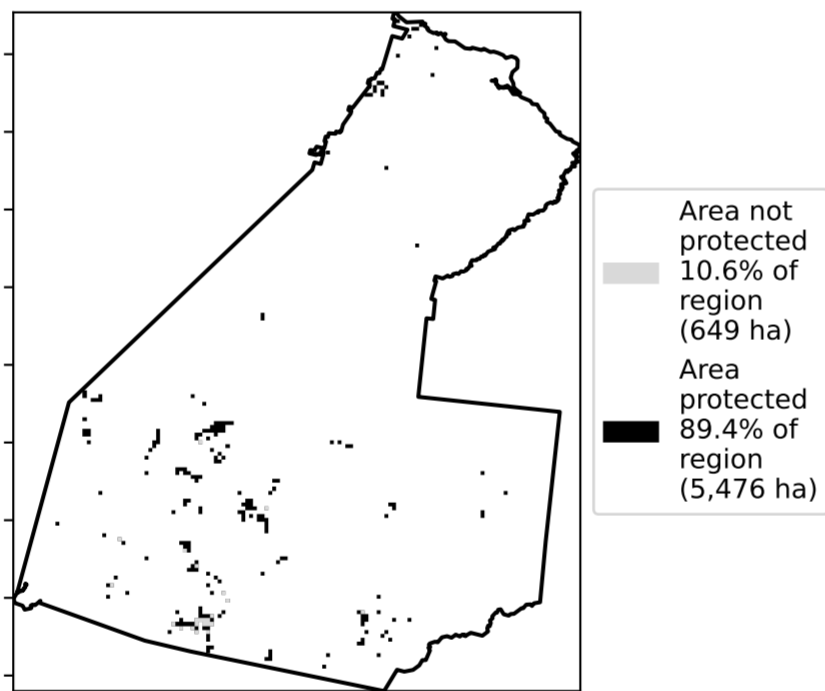 Area not
protected
10.6% of
region
(649 ha)
Area
protected
89.4% of
region
(5,476 ha)